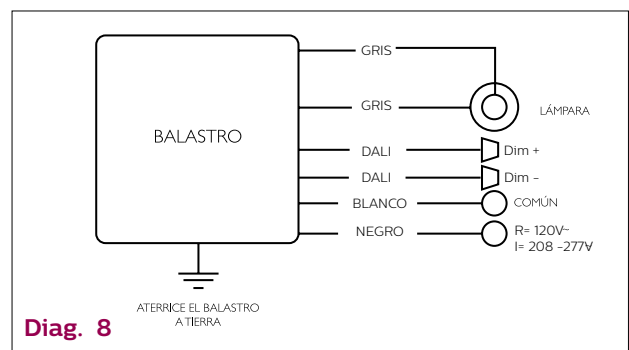 GRIS
GRIS
LÁMPARA
BALASTRO
DALI
Dim +
DALI
Dim -
BLANCO
COMÚN
NEGRO
R= 120V~
I= 208 -277∀
ATERRICE EL BALASTRO
A TIERRA
Diag. 8